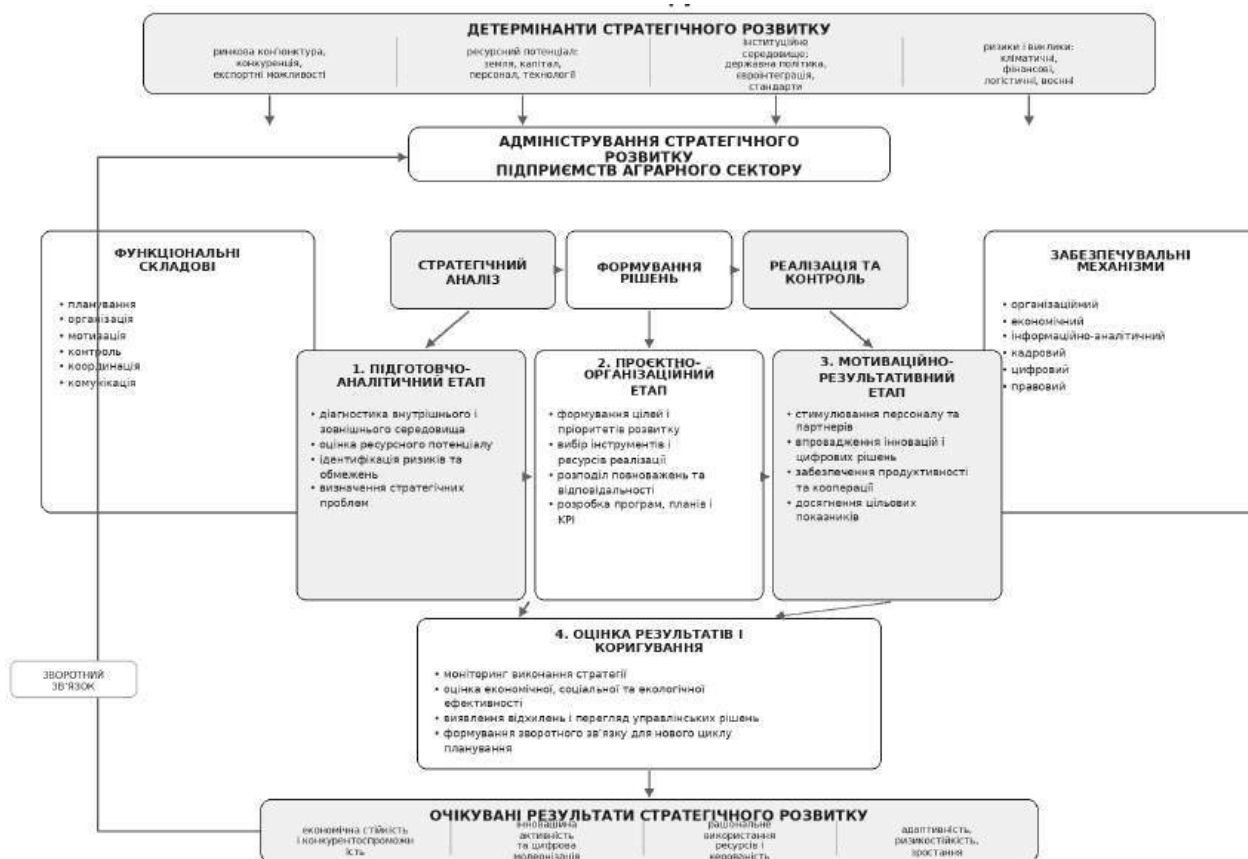 ДЕТЕРМІНАНТИ СТРАТЕГІЧНОГО РОЗВИТКУ
ринкова кон'юнктура,
конкуренція,
експортні можливості
ресурсний потенціал:
земля, капітал,
персонал, технології
інституційне
середовище:
державна політика,
євроінтеграція,
стандарти
ризики і виклики:
кліматичні,
фінансові,
логістичні, воєнні
АДМІНІСТРУВАННЯ СТРАТЕГІЧНОГО
РОЗВИТКУ
ПІДПРИЄМСТВ АГРАРНОГО СЕКТОРУ
ФУНКЦІОНАЛЬНІ
СКЛАДОВІ
• планування
• організація
• мотивація
• контроль
• координація
• комунікація
СТРАТЕГІЧНИЙ
АНАЛІЗ
ФОРМУВАННЯ
РІШЕНЬ
РЕАЛІЗАЦІЯ ТА
КОНТРОЛЬ
ЗАБЕЗПЕЧУВАЛЬНІ
МЕХАНІЗМИ
• організаційний
• економічний
• інформаційно-аналітичний
• кадровий
• цифровий
• правовий
1. ПІДГОТОВЧО-
АНАЛІТИЧНИЙ ЕТАП
• діагностика внутрішнього і
зовнішнього середовища
• оцінка ресурсного потенціалу
• ідентифікація ризиків та
обмежень
• визначення стратегічних
проблем
2. ПРОЄКТНО-
ОРГАНІЗАЦІЙНИЙ
ЕТАП
• формування цілей і
пріоритетів розвитку
• вибір інструментів і
ресурсів реалізації
• розподіл повноважень та
відповідальності
• розробка програм, планів і
KPI
3. МОТИВАЦІЙНО-
РЕЗУЛЬТАТИВНИЙ
ЕТАП
• стимулювання персоналу та
партнерів
• впровадження інновацій і
цифрових рішень
• забезпечення продуктивності
та кооперації
• досягнення цільових
показників
4. ОЦІНКА РЕЗУЛЬТАТІВ І
КОРИГУВАННЯ
• моніторинг виконання стратегії
• оцінка економічної, соціальної та екологічної
ефективності
• виявлення відхилень і перегляд управлінських рішень
• формування зворотного зв'язку для нового циклу
планування
ЗВОРОТНИЙ
ЗВ'ЯЗОК
ОЧІКУВАНІ РЕЗУЛЬТАТИ СТРАТЕГІЧНОГО РОЗВИТКУ
економічна стійкість
і конкурентоспроможн
ість
інноваційна
активність
та цифрова
модернізація
раціональне
використання
ресурсів і
керованість
адаптивність,
ризикостійкість,
зростання